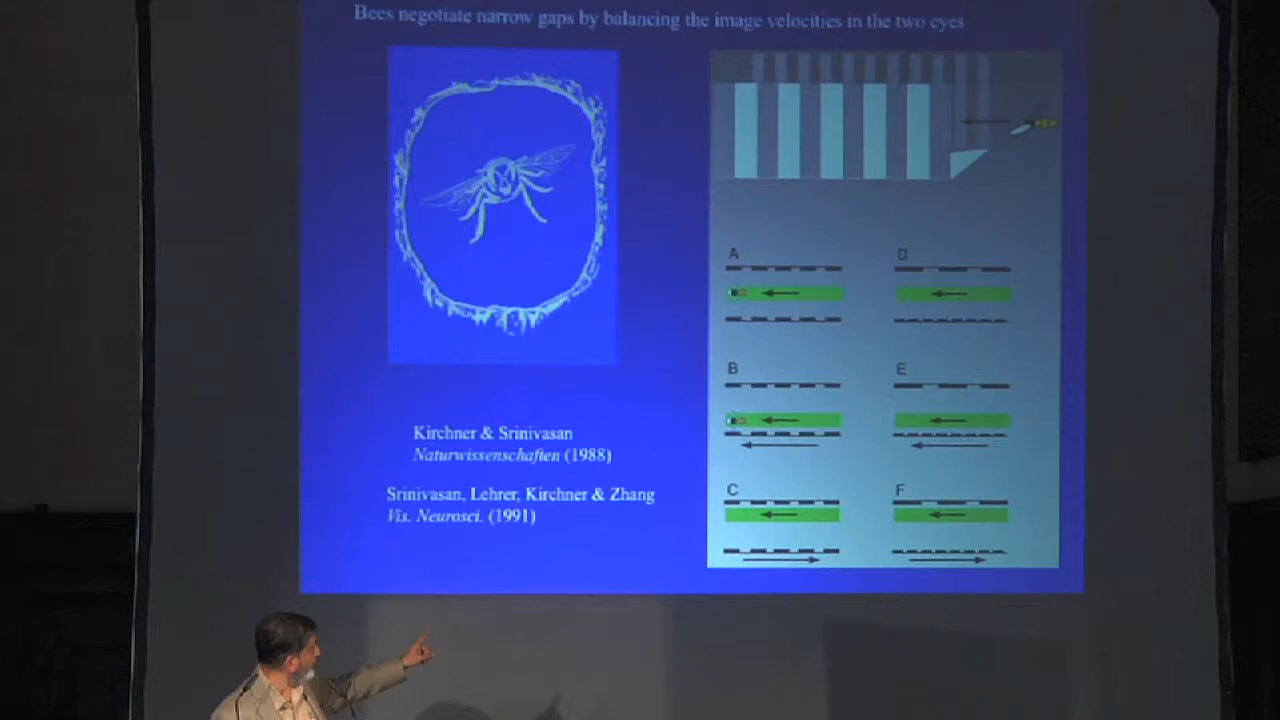 Bees negotiate narrow gaps by balancing the image velocities in the two eyes
A
D
B
E
Kirchner & Srinivasan
Naturwissenschaften (1988)
C
F
Srinivasan, Lehrer, Kirchner & Zhang
Vis. Neurosci. (1991)